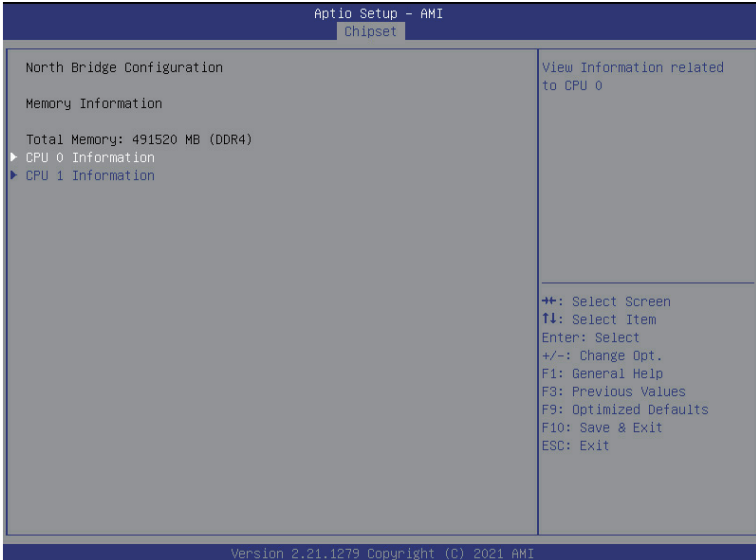 Aptio Setup – AMI
Chipset
North Bridge Configuration
Memory Information
Total Memory: 491520 MB (DDR4)
CPU 0 Information
CPU 1 Information
View Information related
to CPU 0
→←: Select Screen
↑↓: Select Item
Enter: Select
+/-: Change Opt.
F1: General Help
F3: Previous Values
F9: Optimized Defaults
F10: Save & Exit
ESC: Exit
Version 2.21.1279 Copyright (C) 2021 AMI